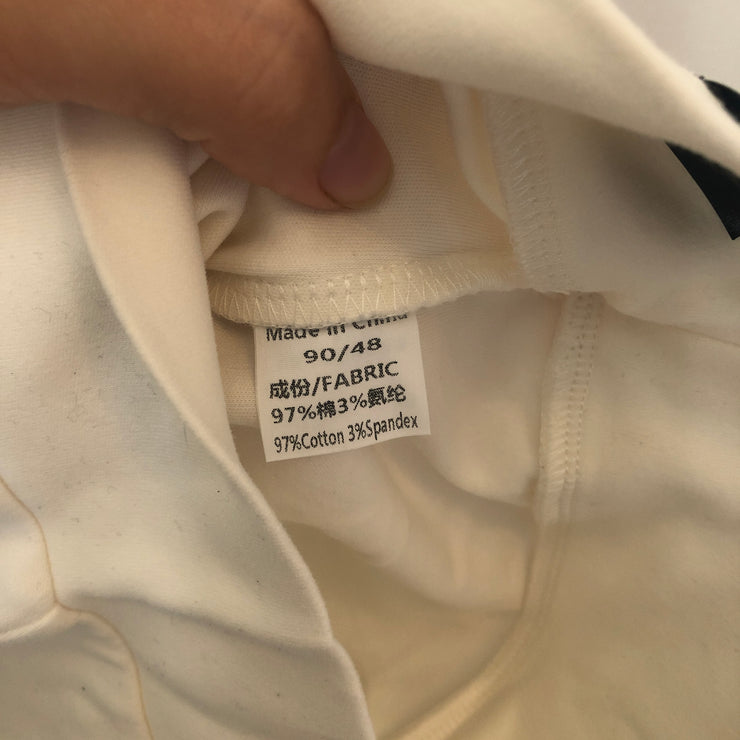 Made in China
90/48
成份/FABRIC
97%棉3%氨纶
97%Cotton 3%Spandex